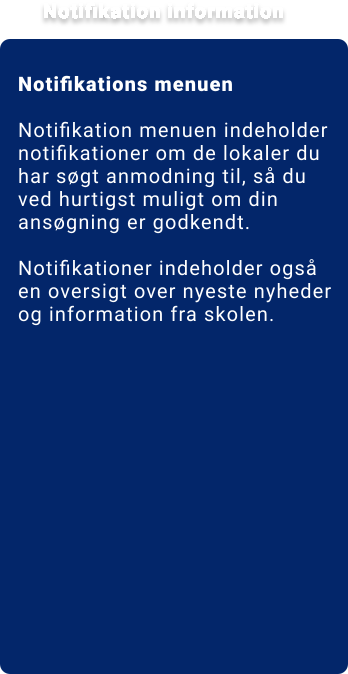 Notifikation Information
Notifikations menuen
Notifikation menuen indeholder
notifikationer om de lokaler du
har søgt anmodning til, så du
ved hurtigst muligt om din
ansøgning er godkendt.
Notifikationer indeholder også
en oversigt over nyeste nyheder
og information fra skolen.